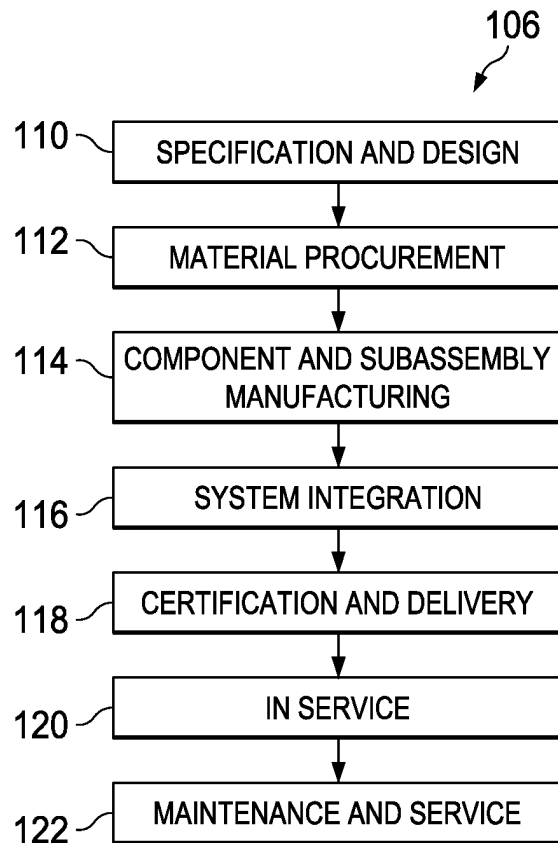 106
110
SPECIFICATION AND DESIGN
112
MATERIAL PROCUREMENT
114
COMPONENT AND SUBASSEMBLY
MANUFACTURING
116
SYSTEM INTEGRATION
118
CERTIFICATION AND DELIVERY
120
IN SERVICE
122
MAINTENANCE AND SERVICE